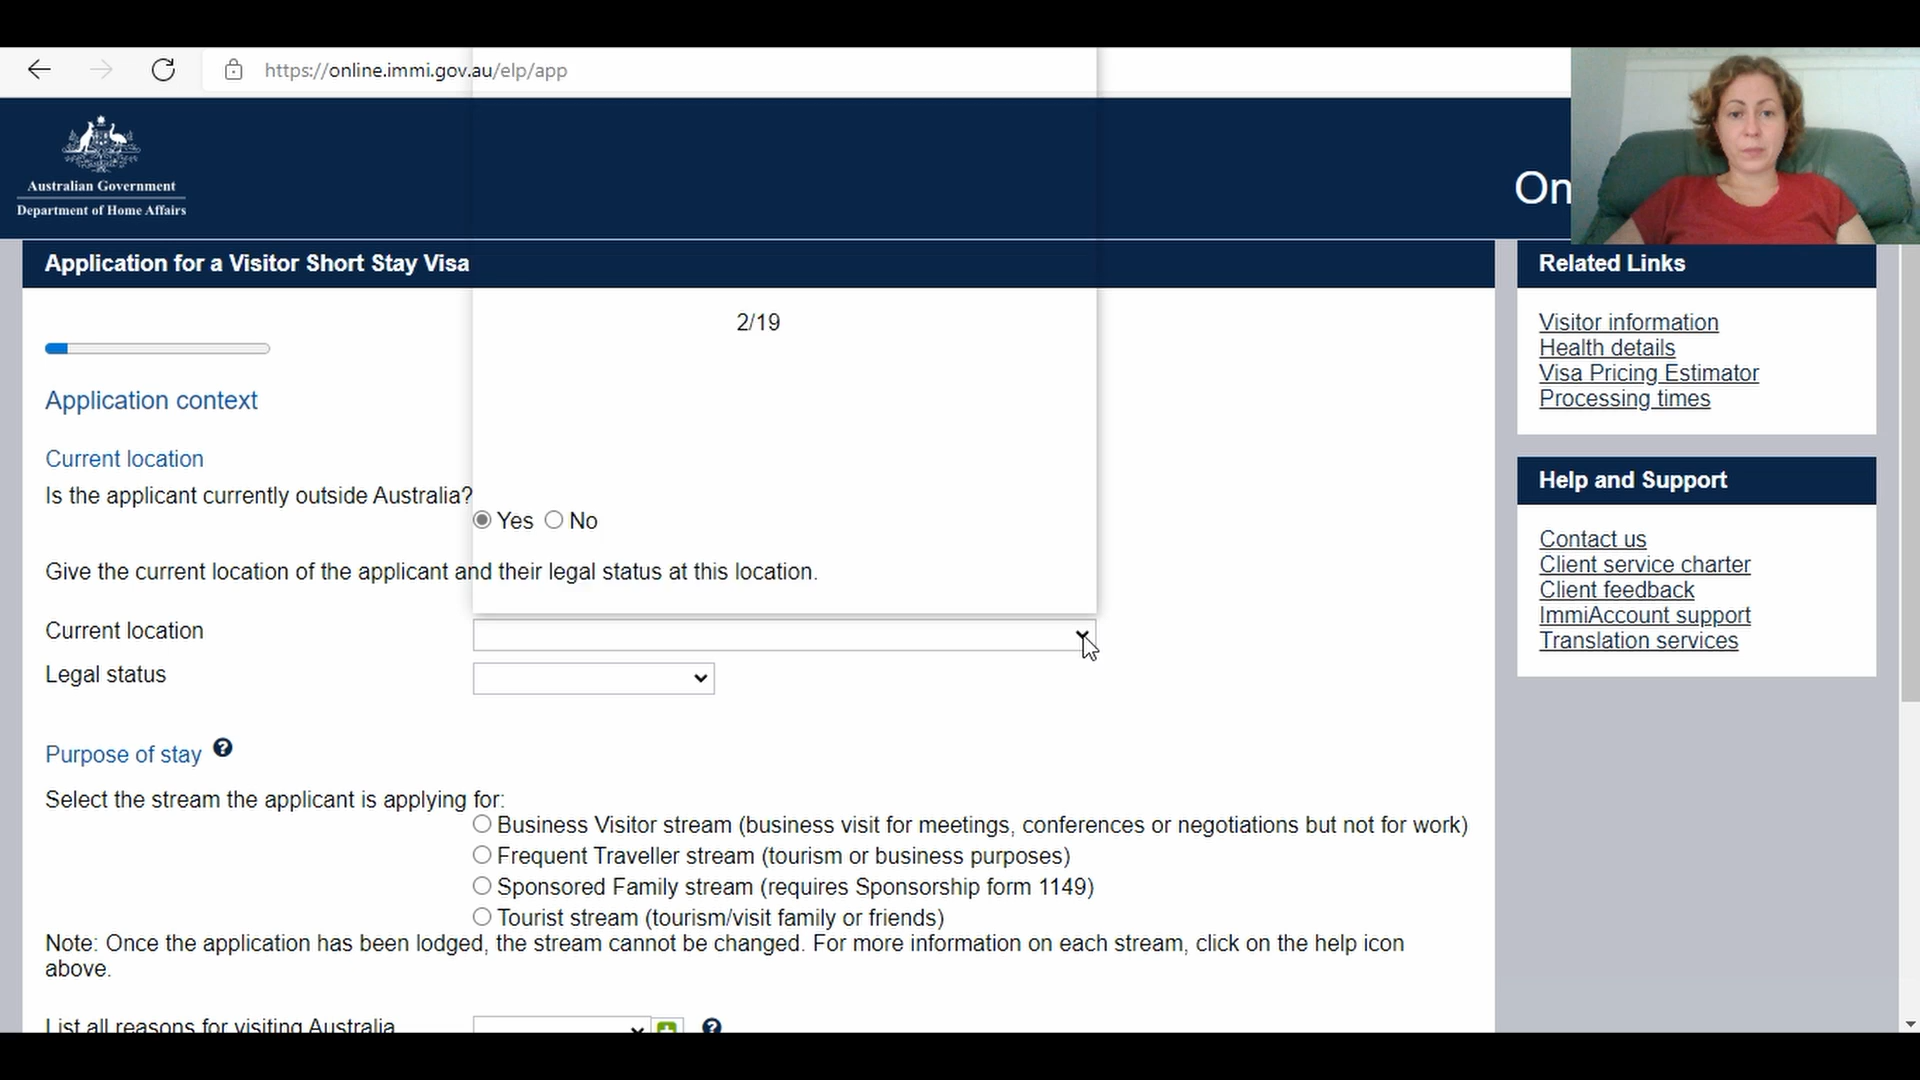 https://online.immi.gov.au/elp/app
Australian Government
Department of Home Affairs
On
Application for a Visitor Short Stay Visa
2/19
Application context
Current location
Is the applicant currently outside Australia?
Yes No
Give the current location of the applicant and their legal status at this location.
Current location
Legal status
Purpose of stay
Select the stream the applicant is applying for:
Business Visitor stream (business visit for meetings, conferences or negotiations but not for work)
Frequent Traveller stream (tourism or business purposes)
Sponsored Family stream (requires Sponsorship form 1149)
Tourist stream (tourism/visit family or friends)
Note: Once the application has been lodged, the stream cannot be changed. For more information on each stream, click on the help icon
above.
List all reasons for visiting Australia
Related Links
Visitor information
Health details
Visa Pricing Estimator
Processing times
Help and Support
Contact us
Client service charter
Client feedback
ImmiAccount support
Translation services